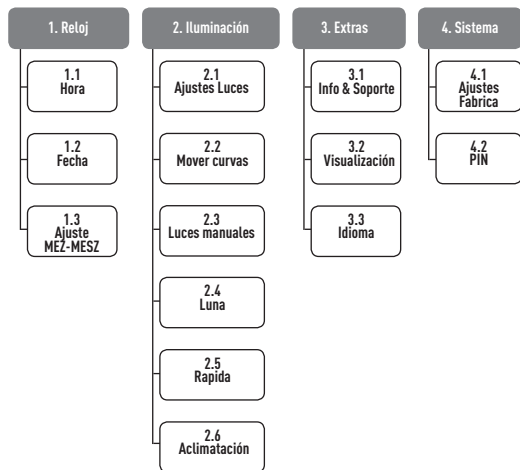 1. Reloj
1.1
Hora
1.2
Fecha
1.3
Ajuste
MEZ-MESZ
2. Iluminación
2.1
Ajustes Luces
2.2
Mover curvas
2.3
Luces manuales
2.4
Luna
2.5
Rapida
2.6
Aclimatación
3. Extras
3.1
Info & Soporte
3.2
Visualización
3.3
Idioma
4. Sistema
4.1
Ajustes
Fabrica
4.2
PIN